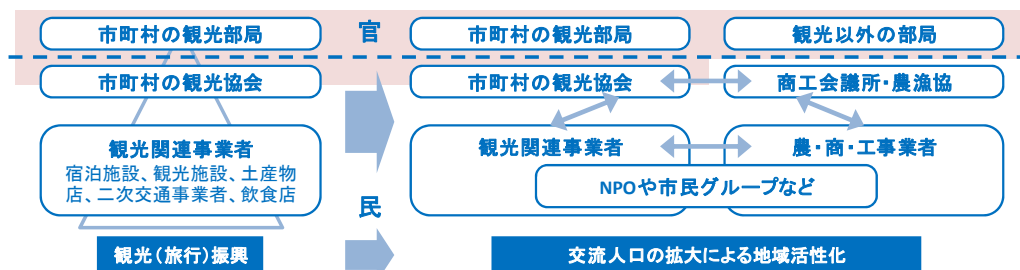 市町村の観光部局
官
市町村の観光部局
観光以外の部局
市町村の観光協会
市町村の観光協会
商工会議所・農漁協
観光関連事業者
宿泊施設、観光施設、土産物
店、二次交通事業者、飲食店
観光関連事業者
農・商・工事業者
NPOや市民グループなど
民
観光(旅行)振興
交流人口の拡大による地域活性化